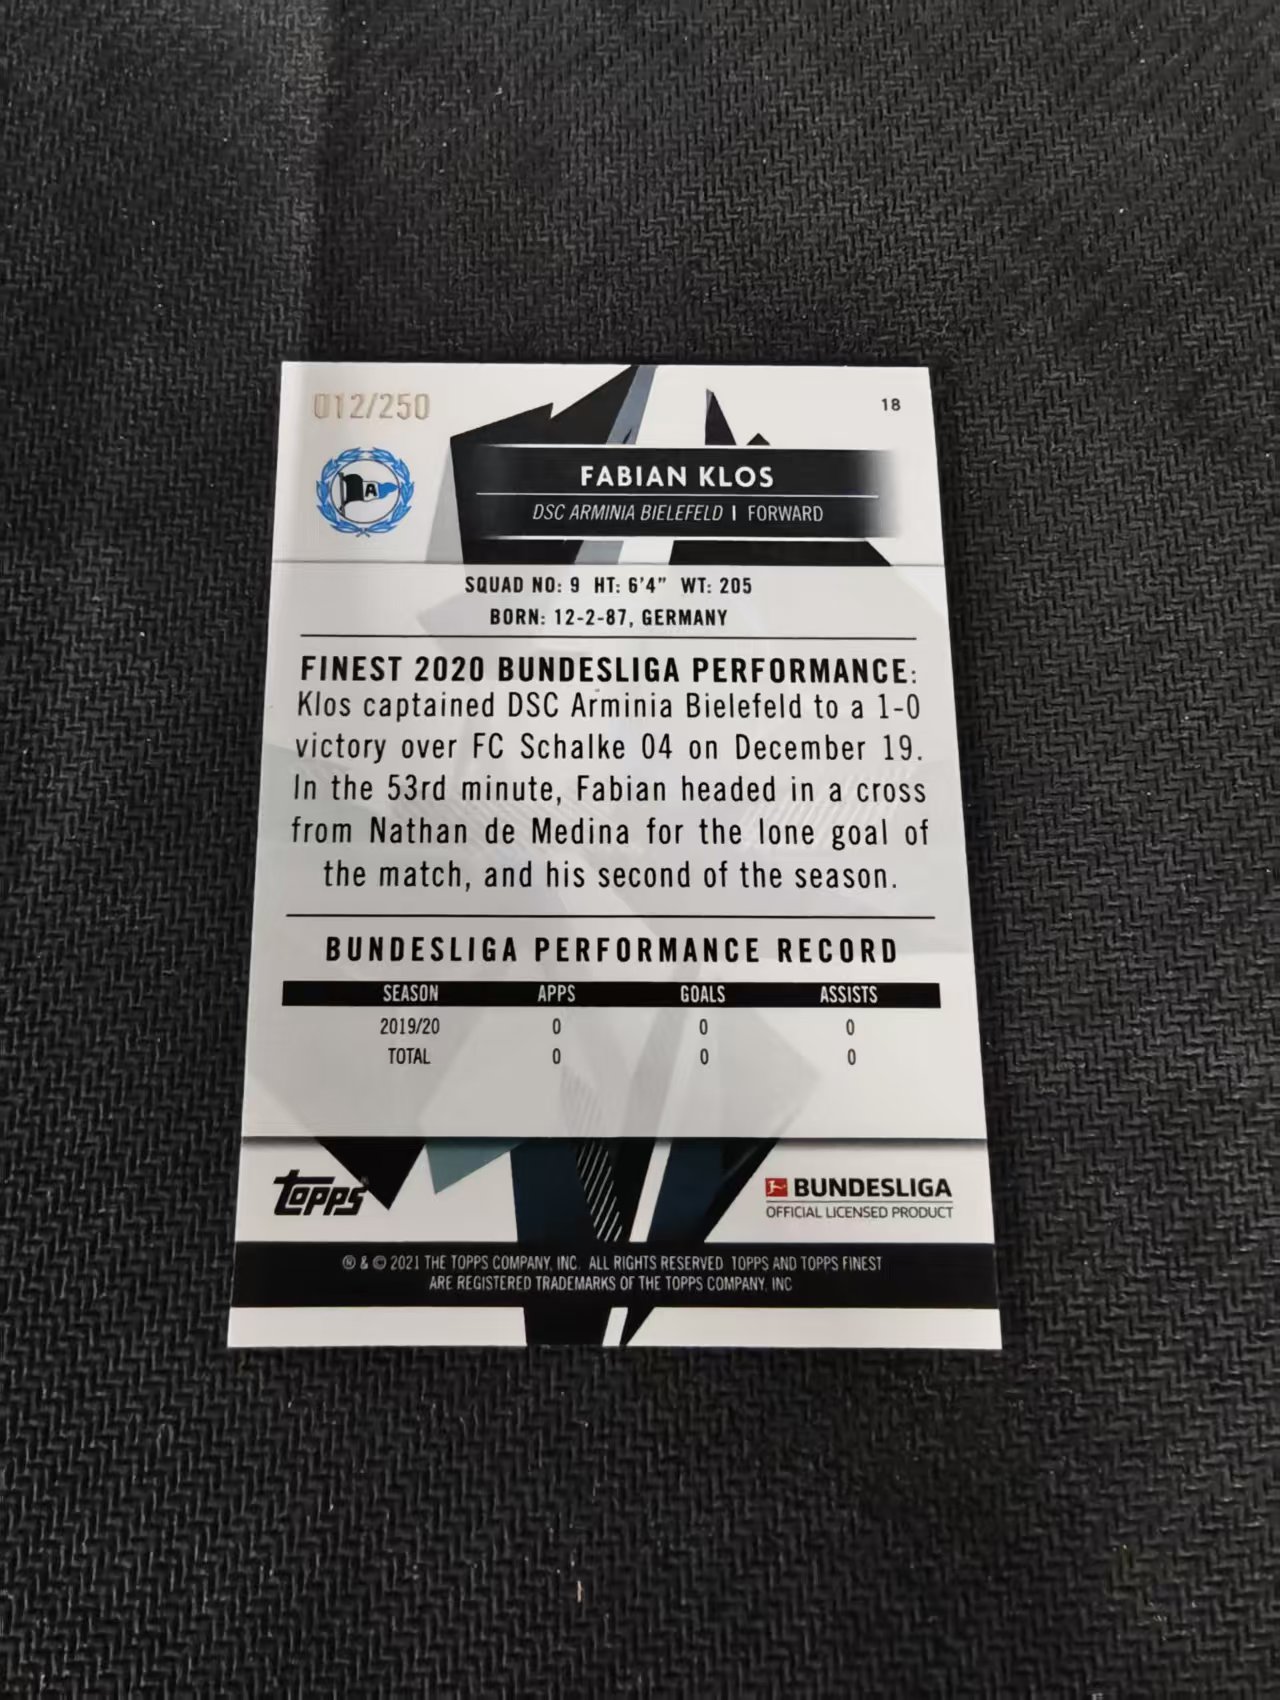 012/250
18
A
FABIAN KLOS
DSC ARMINIA BIELEFELD | FORWARD
SQUAD NO: 9 HT: 6'4" WT: 205
BORN: 12-2-87, GERMANY
FINEST 2020 BUNDESLIGA PERFORMANCE:
Klos captained DSC Arminia Bielefeld to a 1-0
victory over FC Schalke 04 on December 19.
In the 53rd minute, Fabian headed in a cross
from Nathan de Medina for the lone goal of
the match, and his second of the season.
BUNDESLIGA PERFORMANCE RECORD
SEASON APPS GOALS ASSISTS
2019/20 0 0 0
TOTAL 0 0 0
topps®
BUNDESLIGA
OFFICIAL LICENSED PRODUCT
® & © 2021 THE TOPPS COMPANY, INC. ALL RIGHTS RESERVED. TOPPS AND TOPPS FINEST
ARE REGISTERED TRADEMARKS OF THE TOPPS COMPANY, INC